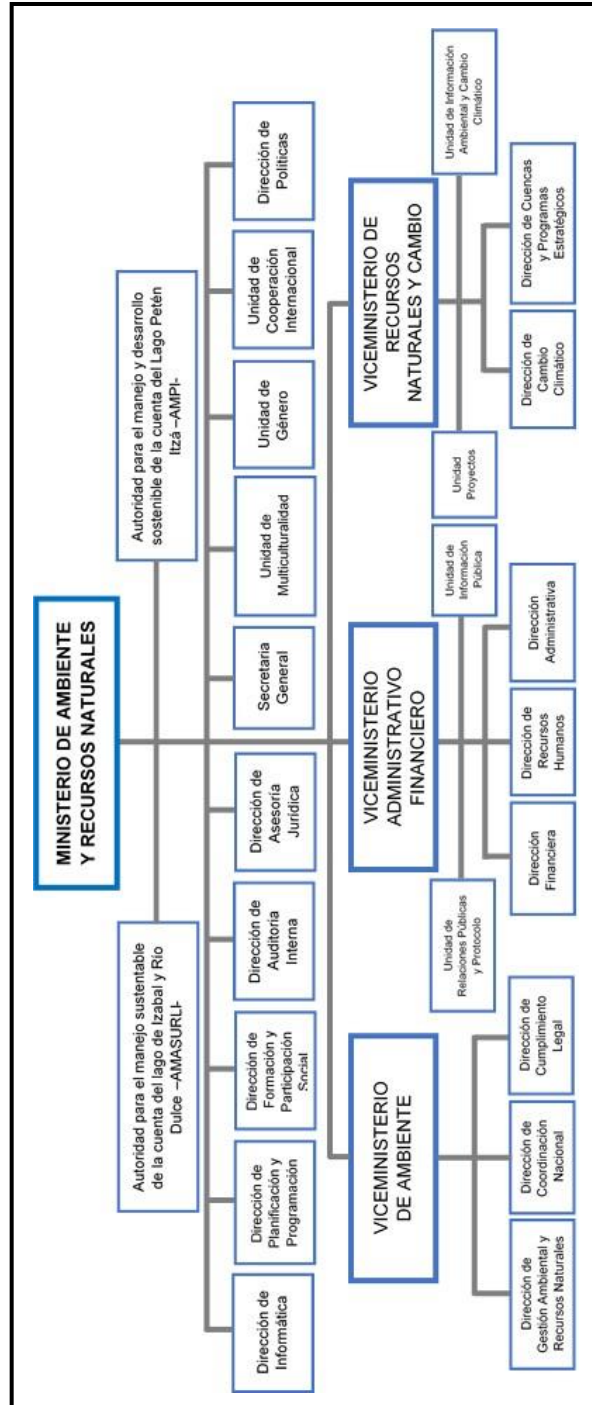 MINISTERIO DE AMBIENTE
Y RECURSOS NATURALES
Autoridad para el manejo sustentable
de la cuenta del lago de Izabal y Río
Dulce –AMASURLI-
Autoridad para el manejo y desarrollo
sostenible de la cuenta del Lago Petén
Itzá –AMPI-
Dirección de
Informática
Dirección de
Planificación y
Programación
Dirección de
Formación y
Participación
Social
Dirección de
Auditoria
Interna
Dirección de
Asesoría
Jurídica
Secretaria
General
Unidad de
Multiculturalidad
Unidad de
Género
Unidad de
Cooperación
Internacional
Dirección de
Políticas
VICEMINISTERIO
DE AMBIENTE
VICEMINISTERIO
ADMINISTRATIVO
FINANCIERO
VICEMINISTERIO DE
RECURSOS
NATURALES Y CAMBIO
Unidad de
Relaciones Públicas
y Protocolo
Unidad de
Información
Pública
Unidad
Proyectos
Unidad de Información
Ambiental y Cambio
Climático
Dirección de
Gestión Ambiental y
Recursos Naturales
Dirección de
Coordinación
Nacional
Dirección de
Cumplimiento
Legal
Dirección
Financiera
Dirección de
Recursos
Humanos
Dirección
Administrativa
Dirección de
Cambio
Climático
Dirección de Cuencas
y Programas
Estratégicos